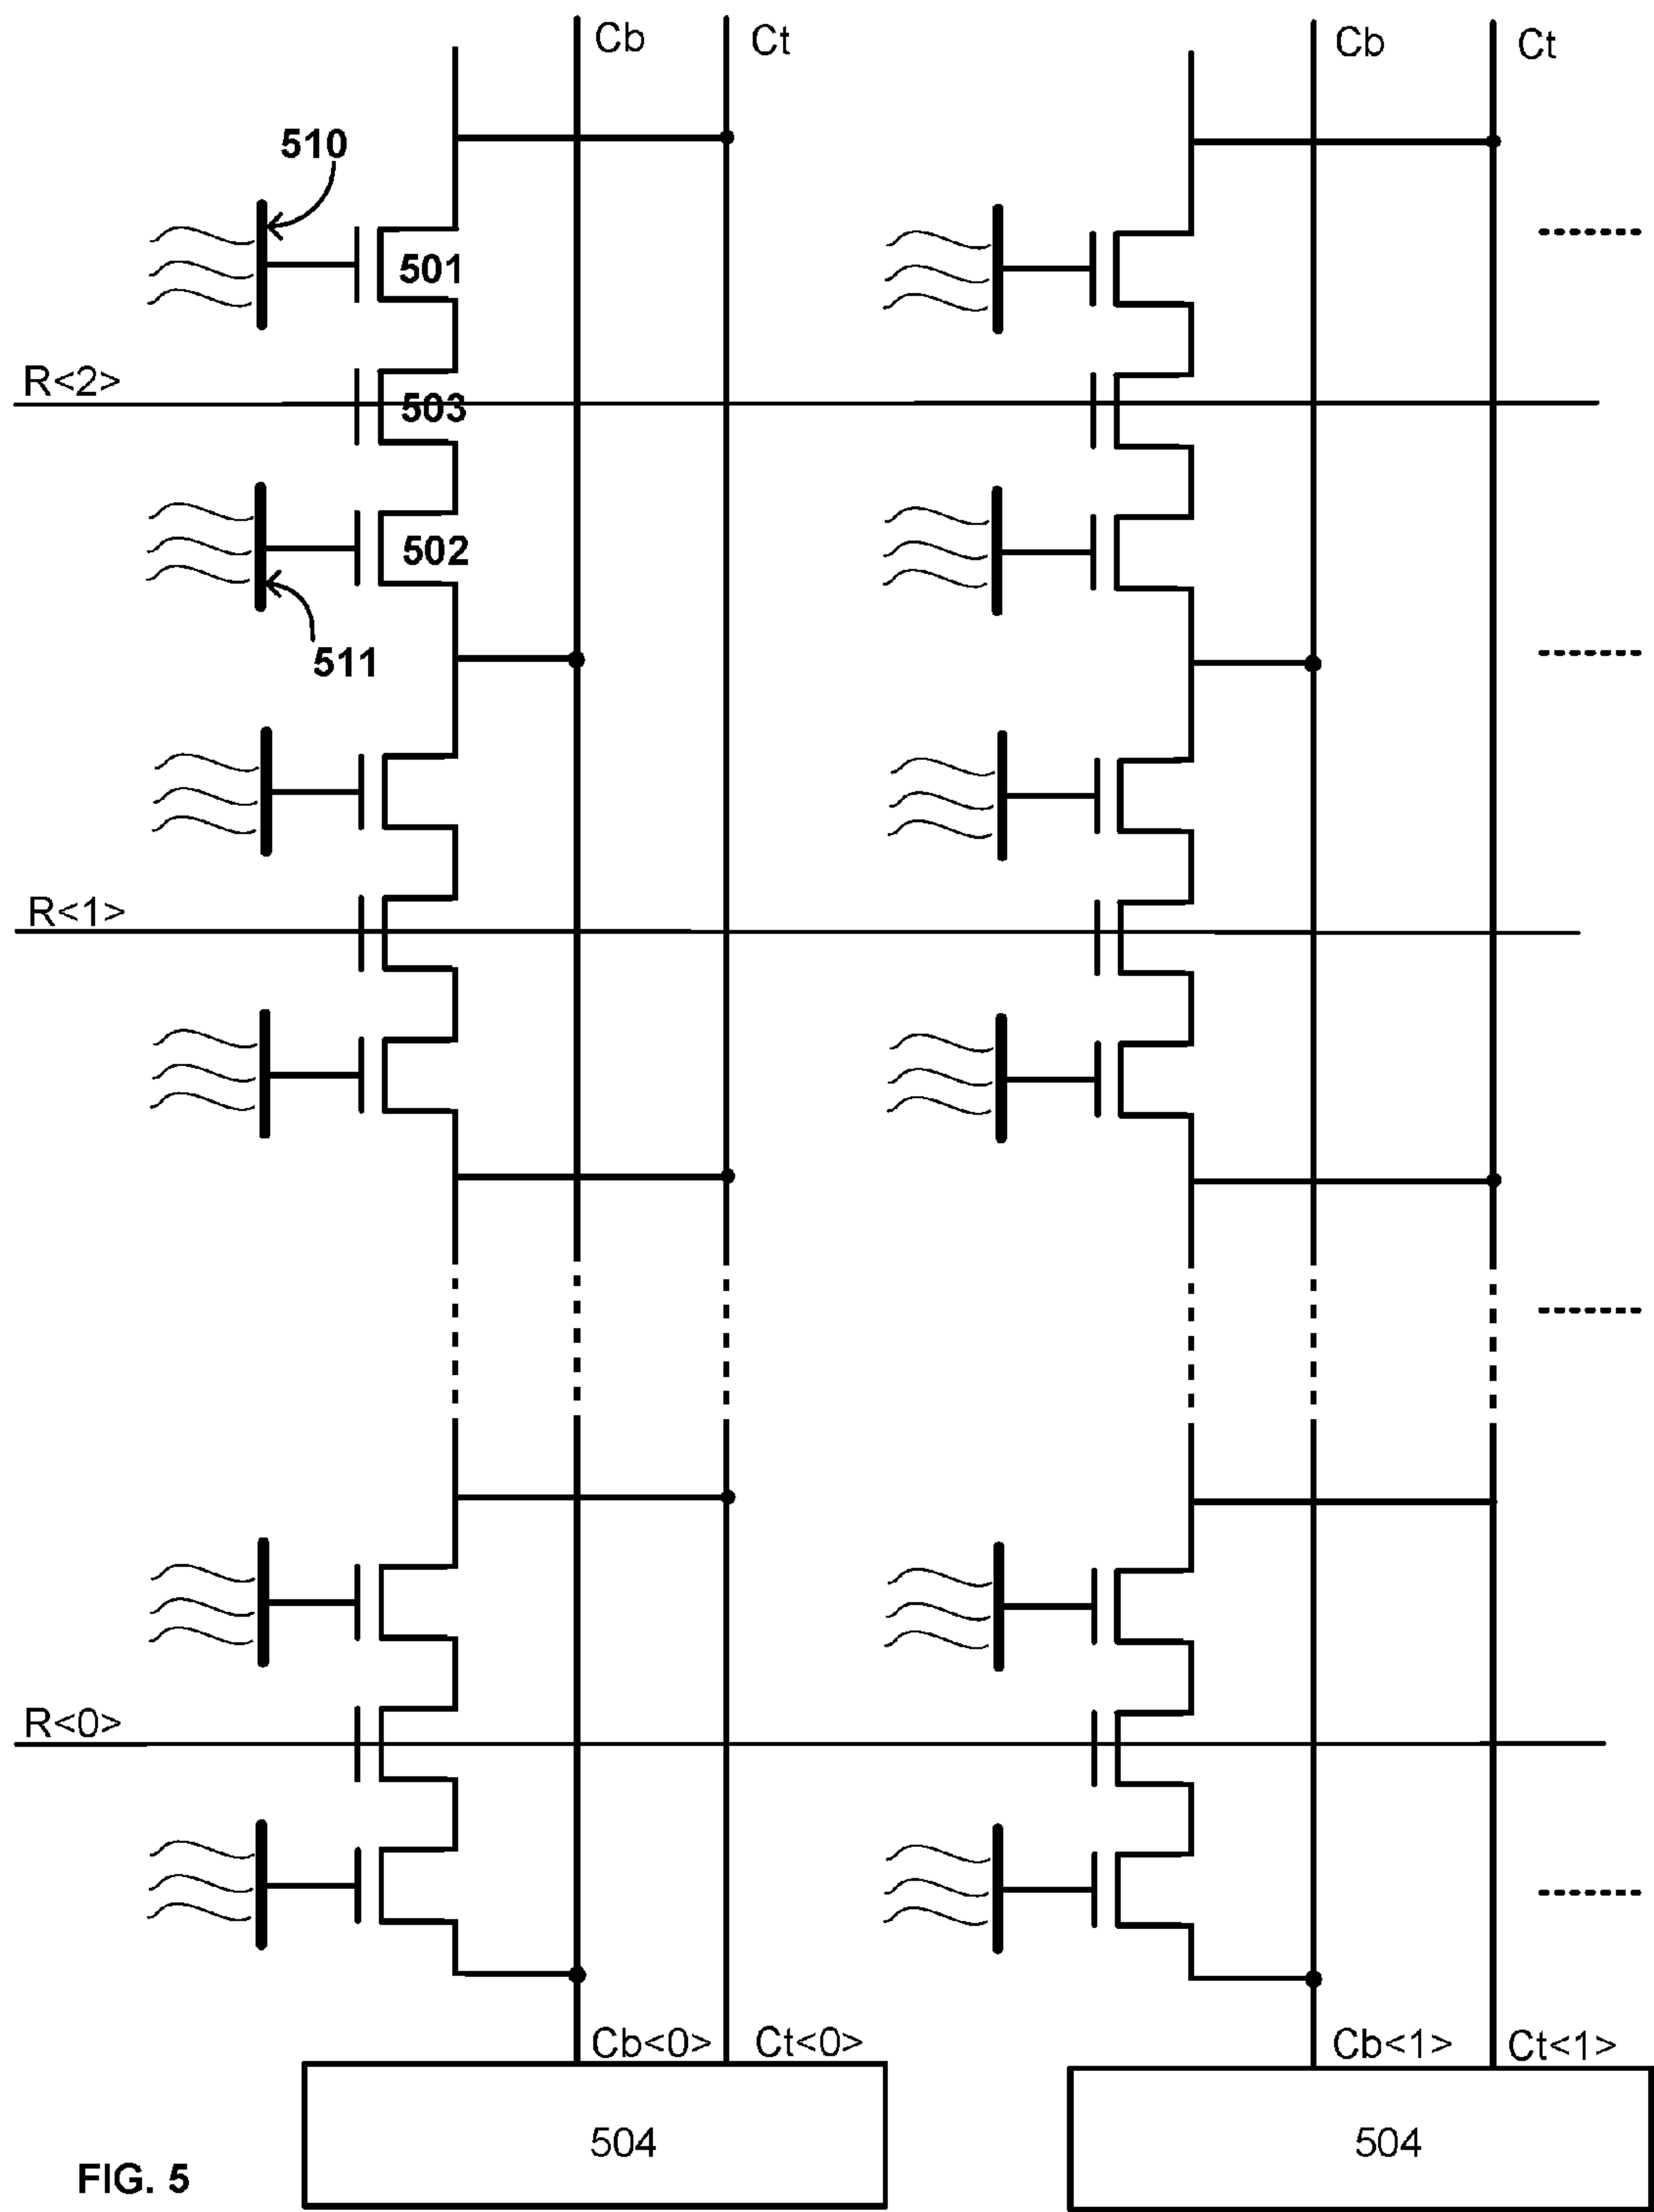 Cb Ct Cb Ct
510
501
R<2>
503
502
511
R<1>
R<0>
Cb<0> Ct<0> Cb<1> Ct<1>
504 504
FIG. 5